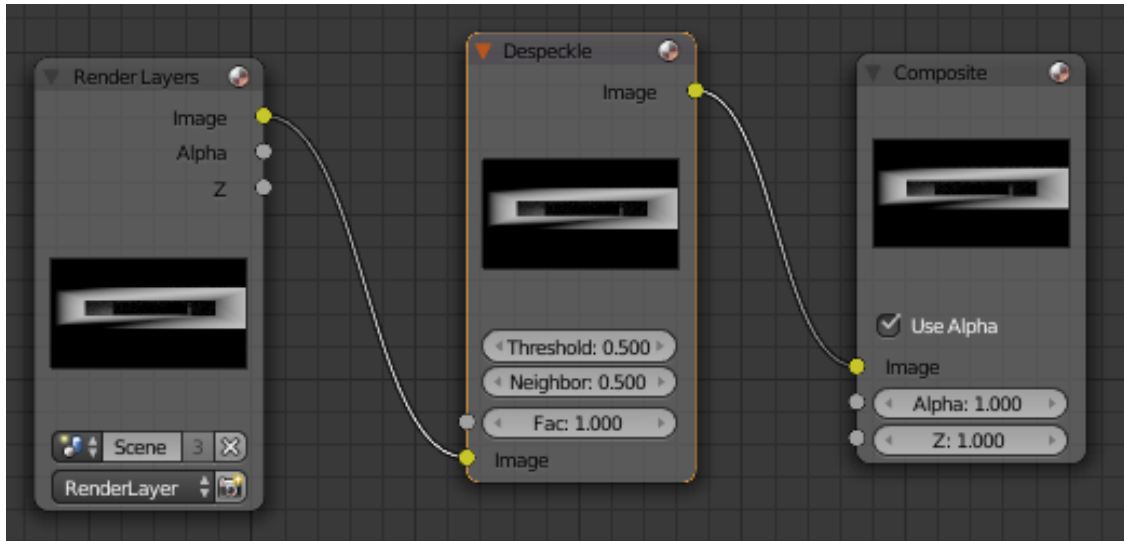 Render Layers
Image
Alpha
Z
Scene 3
RenderLayer
Despeckle
Image
Threshold: 0.500
Neighbor: 0.500
Fac: 1.000
Image
Composite
Use Alpha
Image
Alpha: 1.000
Z: 1.000